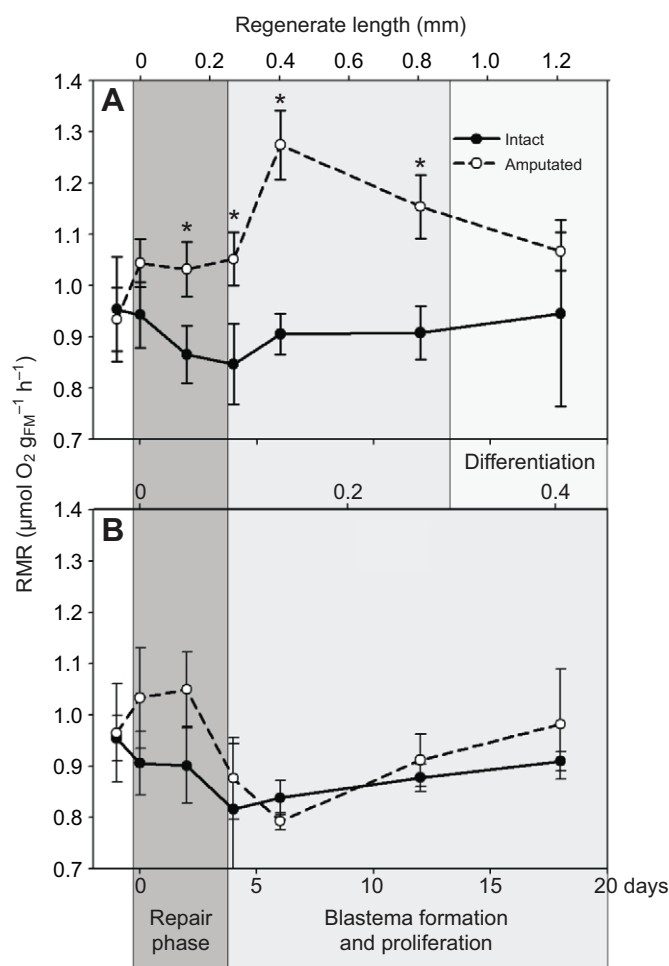 Regenerate length (mm)
0 0.2 0.4 0.6 0.8 1.0 1.2
1.4
A
*
1.3
Intact
*
Amputated
1.2
*
*
1.1
1.0
0.9
0.8
0.7
Differentiation
0 0.2 0.4
RMR (µmol O₂ gFM⁻¹ h⁻¹)
1.4
B
1.3
1.2
1.1
1.0
0.9
0.8
0.7
0 5 10 15 20 days
Repair
phase
Blastema formation
and proliferation